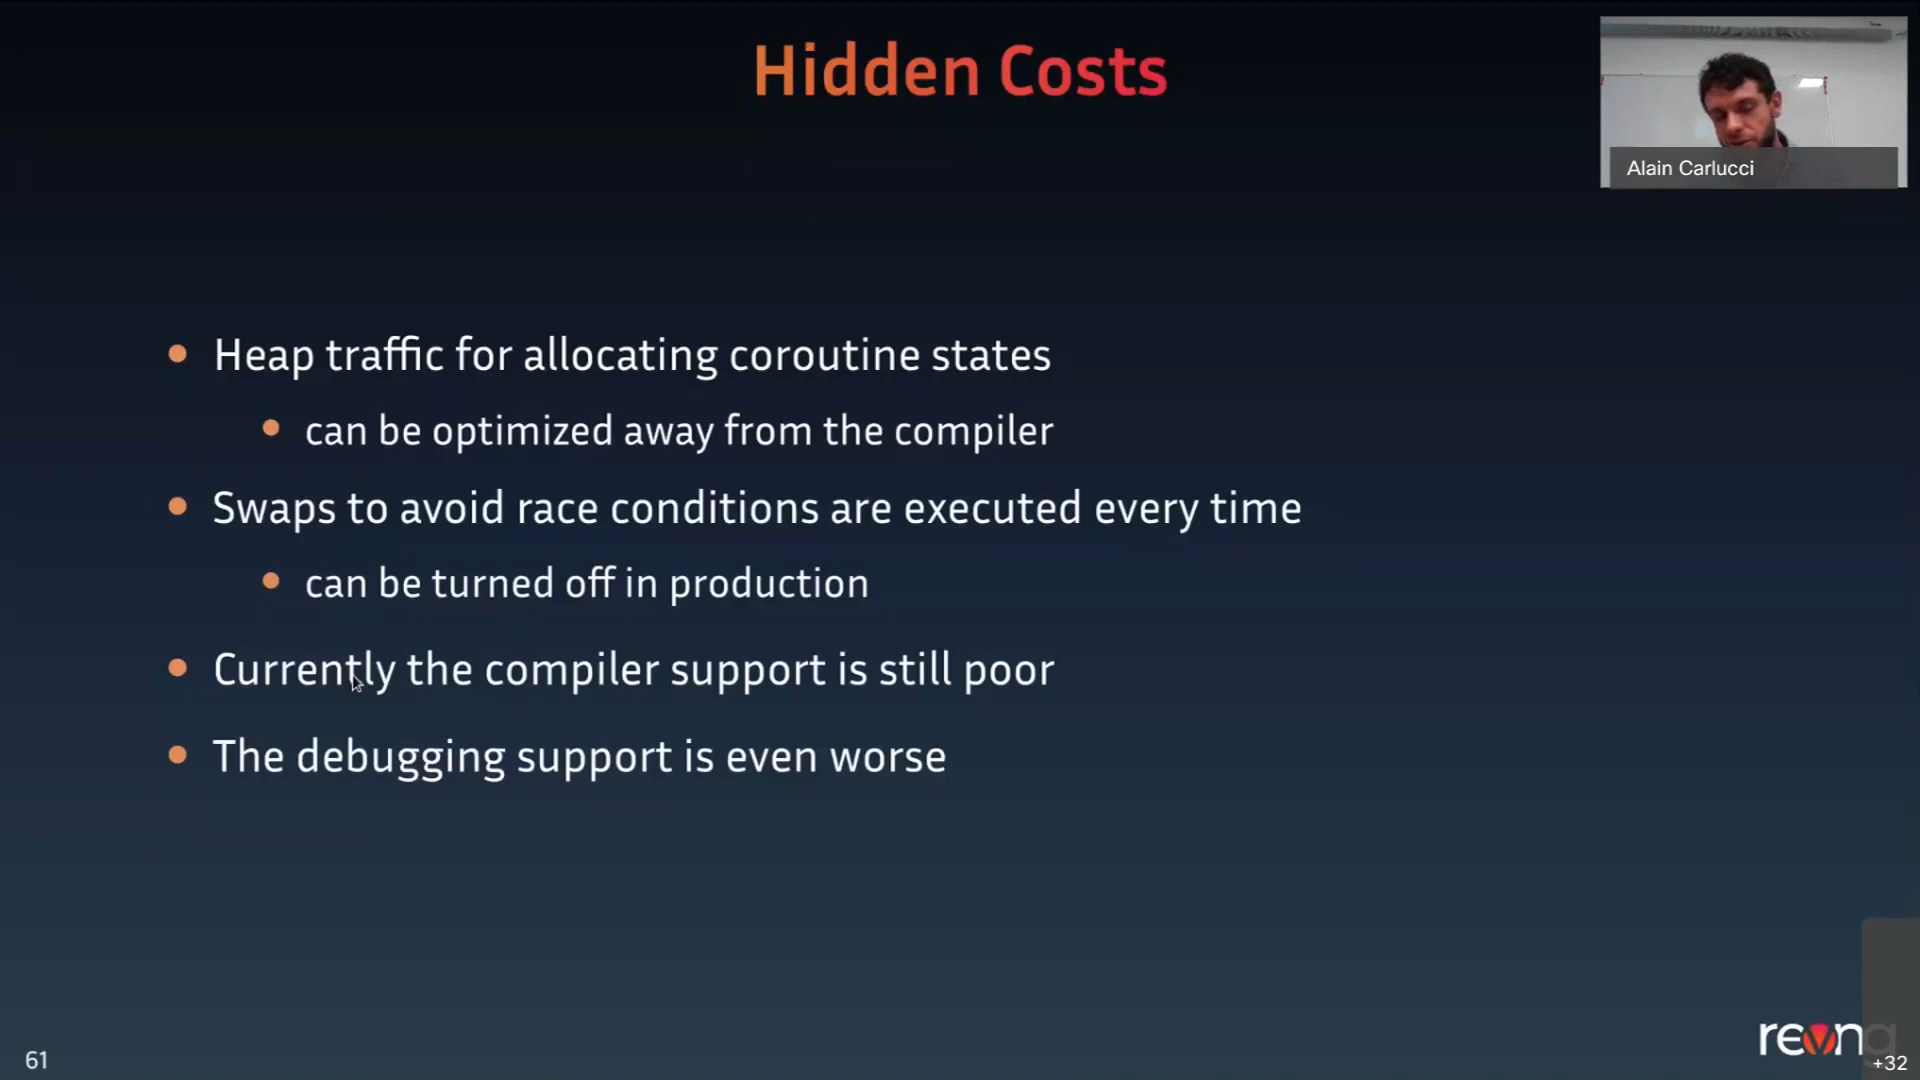 Hidden Costs
Alain Carlucci
Heap traffic for allocating coroutine states
can be optimized away from the compiler
Swaps to avoid race conditions are executed every time
can be turned off in production
Currently the compiler support is still poor
The debugging support is even worse
revng
+32
61